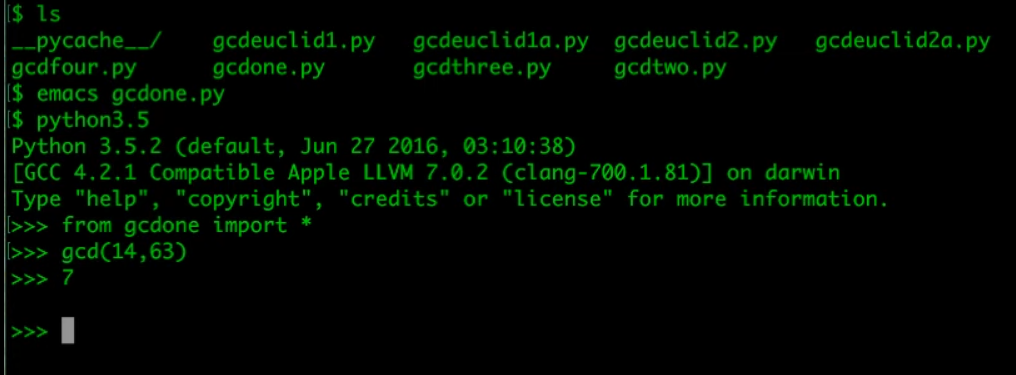 [$ ls
__pycache__/    gcdeuclid1.py   gcdeuclid1a.py  gcdeuclid2.py   gcdeuclid2a.py
gcdfour.py      gcdone.py       gcdthree.py     gcdtwo.py
[$ emacs gcdone.py
[$ python3.5
Python 3.5.2 (default, Jun 27 2016, 03:10:38)
[GCC 4.2.1 Compatible Apple LLVM 7.0.2 (clang-700.1.81)] on darwin
Type "help", "copyright", "credits" or "license" for more information.
[>>> from gcdone import *
[>>> gcd(14,63)
>>> 7
>>>